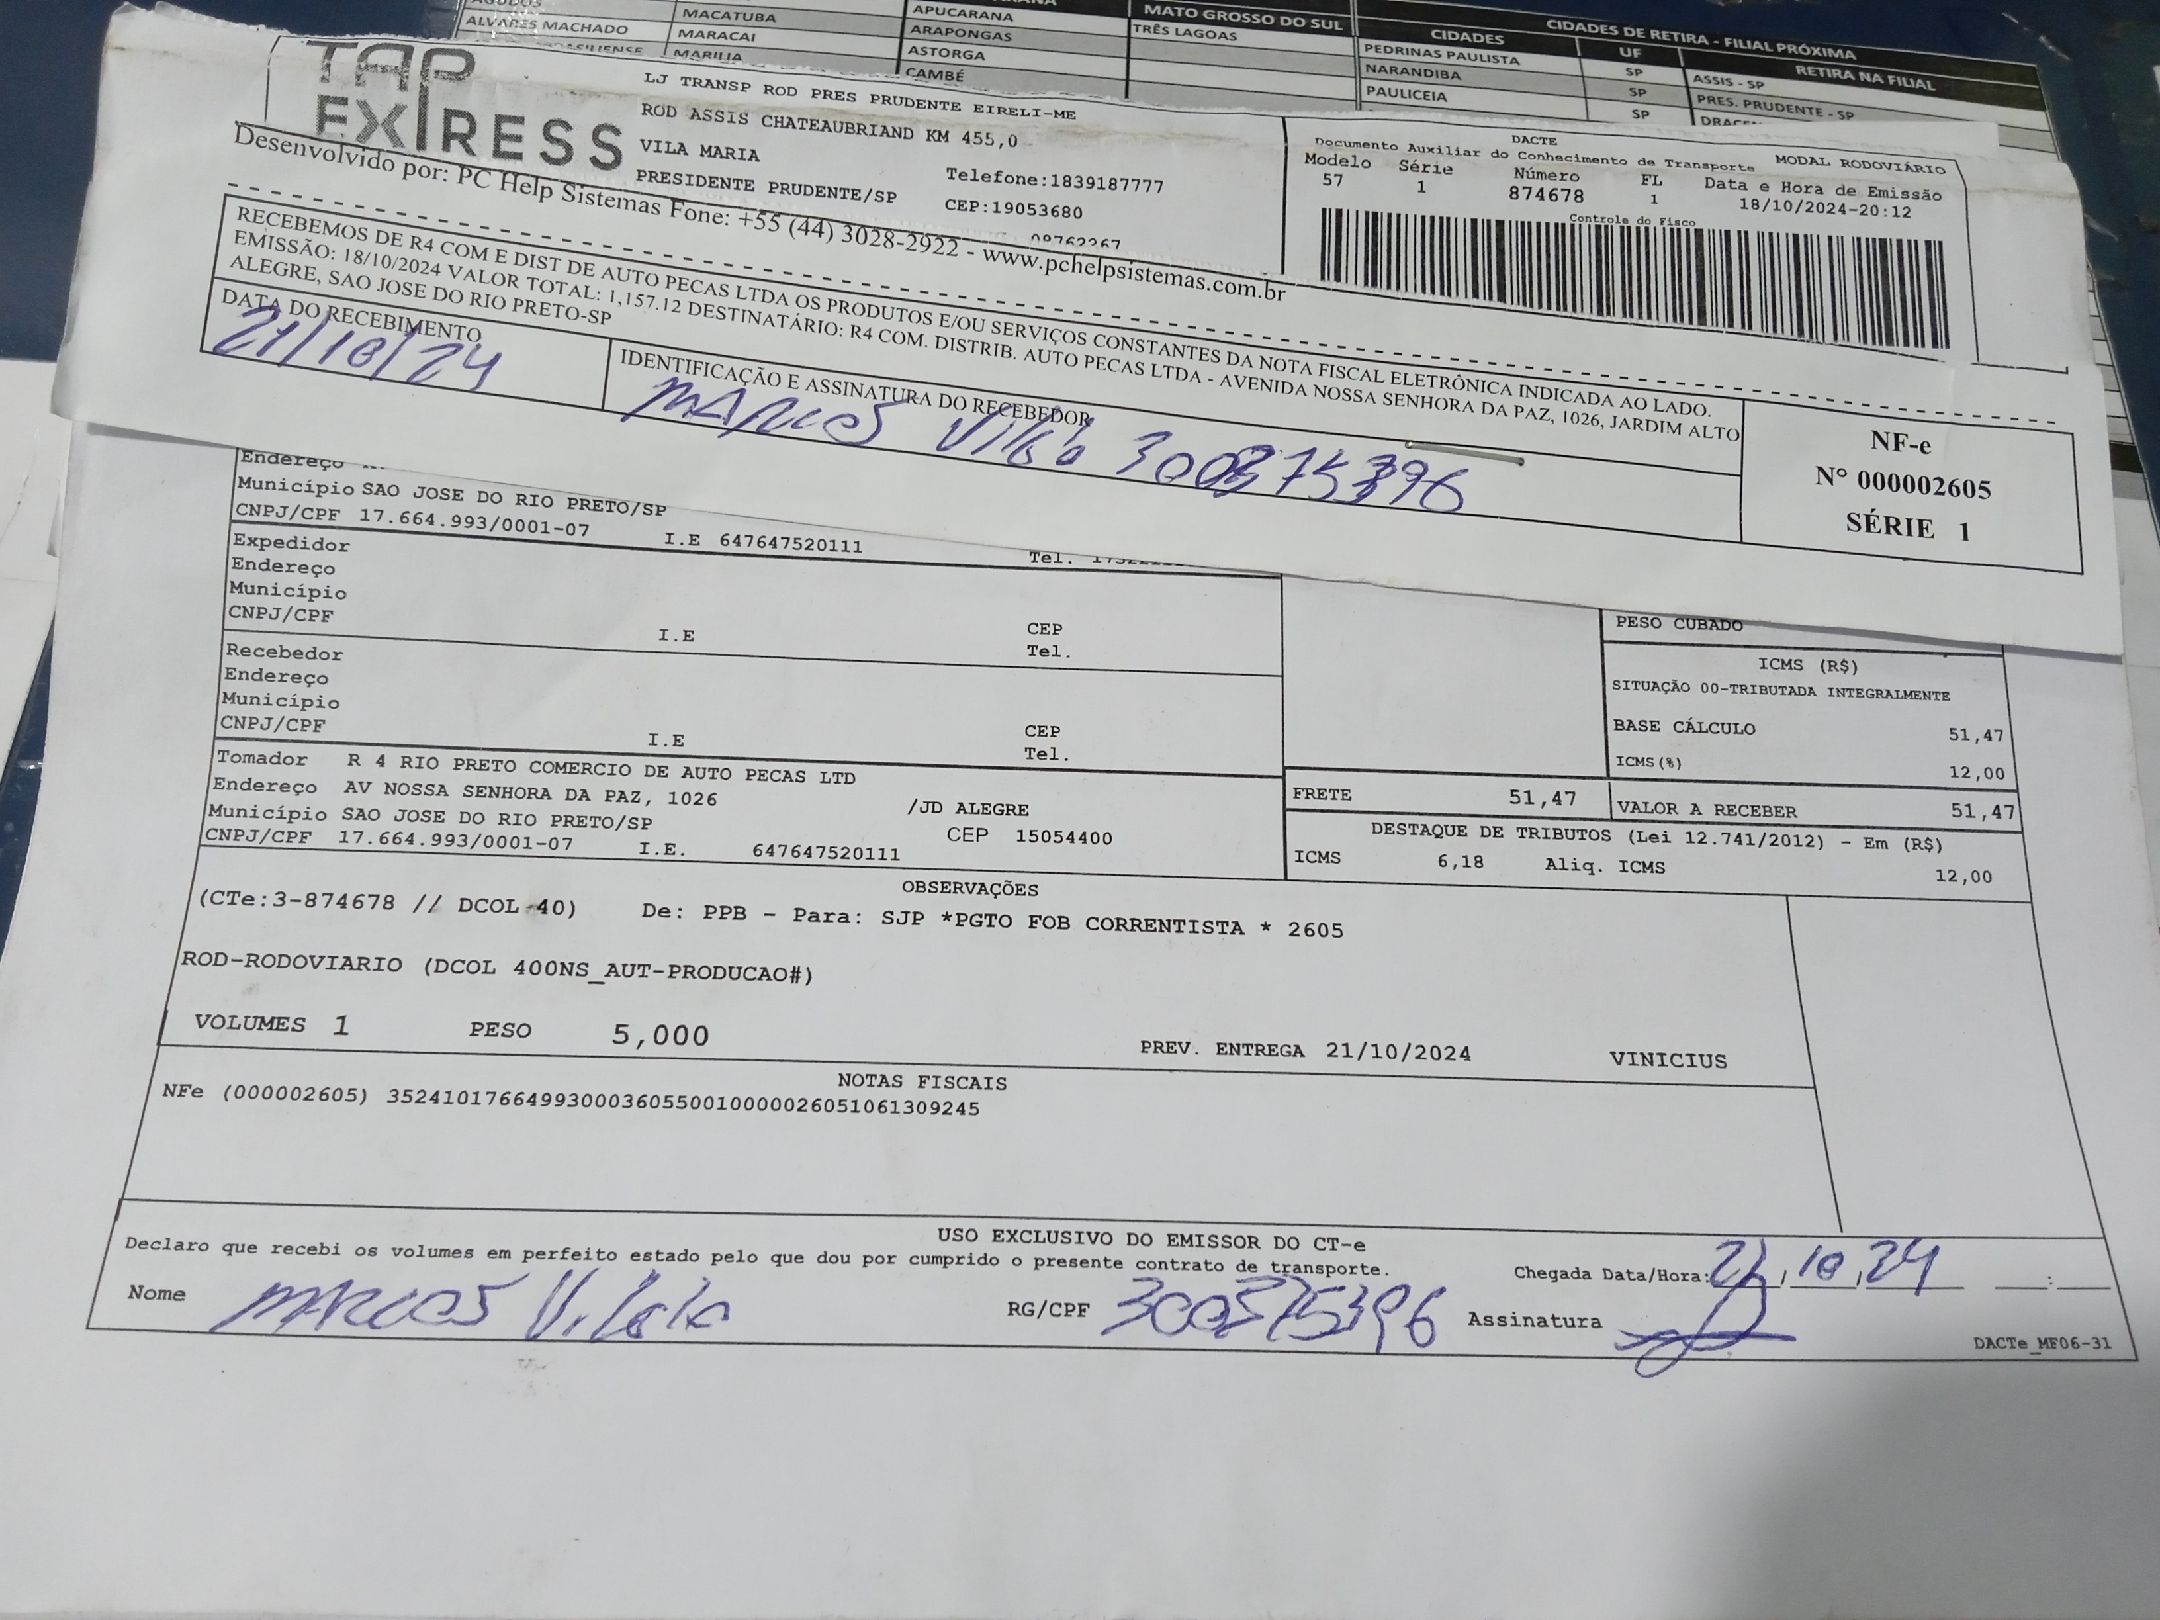 MACATUBA
APUCARANA
MATO GROSSO DO SUL
CIDADES DE RETIRA - FILIAL PRÓXIMA
ALVARES MACHADO
MARACAI
ARAPONGAS
TRÊS LAGOAS
CIDADES
UF
RETIRA NA FILIAL
MARILIA
ASTORGA
PEDRINAS PAULISTA
SP
ASSIS - SP
CAMBÉ
NARANDIBA
SP
PRES. PRUDENTE - SP
PAULICEIA
SP
TAP
EXPRESS
LJ TRANSP ROD PRES PRUDENTE EIRELI-ME
ROD ASSIS CHATEAUBRIAND KM 455,0
VILA MARIA
PRESIDENTE PRUDENTE/SP
Telefone:1839187777
CEP:19053680
08762267
DACTE
Documento Auxiliar do Conhecimento de Transporte
MODAL RODOVIÁRIO
Modelo Série Número FL Data e Hora de Emissão
57 1 874678 1 18/10/2024-20:12
Controle do Fisco
Desenvolvido por: PC Help Sistemas Fone: +55 (44) 3028-2922 - www.pchelpsistemas.com.br
RECEBEMOS DE R4 COM E DIST DE AUTO PECAS LTDA OS PRODUTOS E/OU SERVIÇOS CONSTANTES DA NOTA FISCAL ELETRÔNICA INDICADA AO LADO.
EMISSÃO: 18/10/2024 VALOR TOTAL: 1,157.12 DESTINATÁRIO: R4 COM. DISTRIB. AUTO PECAS LTDA - AVENIDA NOSSA SENHORA DA PAZ, 1026, JARDIM ALTO
ALEGRE, SAO JOSE DO RIO PRETO-SP
DATA DO RECEBIMENTO
21/10/24
IDENTIFICAÇÃO E ASSINATURA DO RECEBEDOR
MARCOS Vilela 300375396
NF-e
N° 000002605
SÉRIE 1
Endereço
Município SAO JOSE DO RIO PRETO/SP
CNPJ/CPF 17.664.993/0001-07 I.E 647647520111 Tel.
Expedidor
Endereço
Município
CNPJ/CPF I.E CEP
Tel.
Recebedor
Endereço
Município
CNPJ/CPF I.E CEP
Tel.
PESO CUBADO
ICMS (R$)
SITUAÇÃO 00-TRIBUTADA INTEGRALMENTE
BASE CÁLCULO 51,47
ICMS(%) 12,00
Tomador R 4 RIO PRETO COMERCIO DE AUTO PECAS LTD
Endereço AV NOSSA SENHORA DA PAZ, 1026 /JD ALEGRE
Município SAO JOSE DO RIO PRETO/SP CEP 15054400
CNPJ/CPF 17.664.993/0001-07 I.E. 647647520111
FRETE 51,47 VALOR A RECEBER 51,47
DESTAQUE DE TRIBUTOS (Lei 12.741/2012) - Em (R$)
ICMS 6,18 Aliq. ICMS 12,00
OBSERVAÇÕES
(CTe:3-874678 // DCOL 40) De: PPB - Para: SJP *PGTO FOB CORRENTISTA * 2605
ROD-RODOVIARIO (DCOL 400NS_AUT-PRODUCAO#)
VOLUMES 1 PESO 5,000 PREV. ENTREGA 21/10/2024 VINICIUS
NOTAS FISCAIS
NFe (000002605) 35241017664993000360550010000026051061309245
USO EXCLUSIVO DO EMISSOR DO CT-e
Declaro que recebi os volumes em perfeito estado pelo que dou por cumprido o presente contrato de transporte.
Chegada Data/Hora: 21/10/24 :
Nome MARCOS Vilela RG/CPF 300375396 Assinatura
DACTe_MF06-31